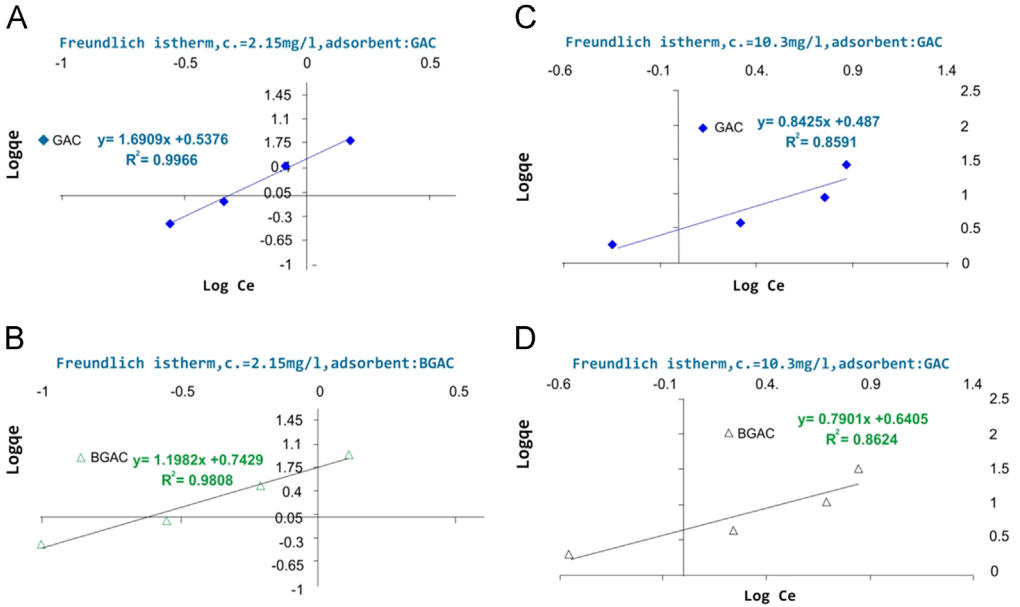 A
Freundlich istherm,c.=2.15mg/l,adsorbent:GAC
-1 -0.5 0 0.5
1.45
1.1
GAC
y= 1.6909x +0.5376
R2= 0.9966
1.75
0.4
0.05
-0.3
-0.65
-1
Logqe
Log Ce
C
Freundlich istherm,c.=10.3mg/l,adsorbent:GAC
-0.6 -0.1 0.4. 0.9 1.4
2.5
GAC
y= 0.8425x +0.487
R2= 0.8591
2
1.5
1
0.5
0
Logqe
Log Ce
B
Freundlich istherm,c.=2.15mg/l,adsorbent:BGAC
-1 -0.5 0 0.5
1.45
1.1
BGAC
y= 1.1982x +0.7429
R2= 0.9808
1.75
0.4
0.05
-0.3
-0.65
-1
Logqe
D
Freundlich istherm,c.=10.3mg/l,adsorbent:GAC
-0.6 -0.1 0.4. 0.9 1.4
2.5
BGAC
y= 0.7901x +0.6405
R2= 0.8624
2
1.5
1
0.5
0
Logqe
Log Ce